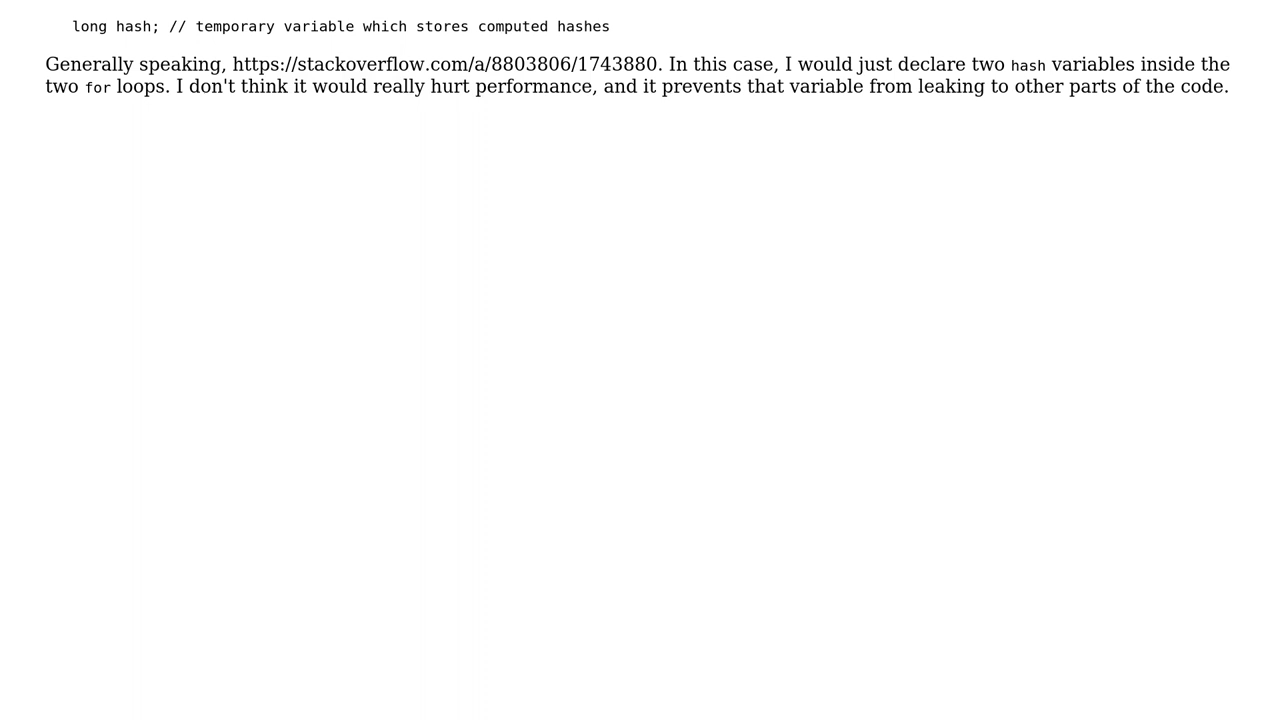 long hash; // temporary variable which stores computed hashes
Generally speaking, https://stackoverflow.com/a/8803806/1743880. In this case, I would just declare two hash variables inside the
two for loops. I don't think it would really hurt performance, and it prevents that variable from leaking to other parts of the code.